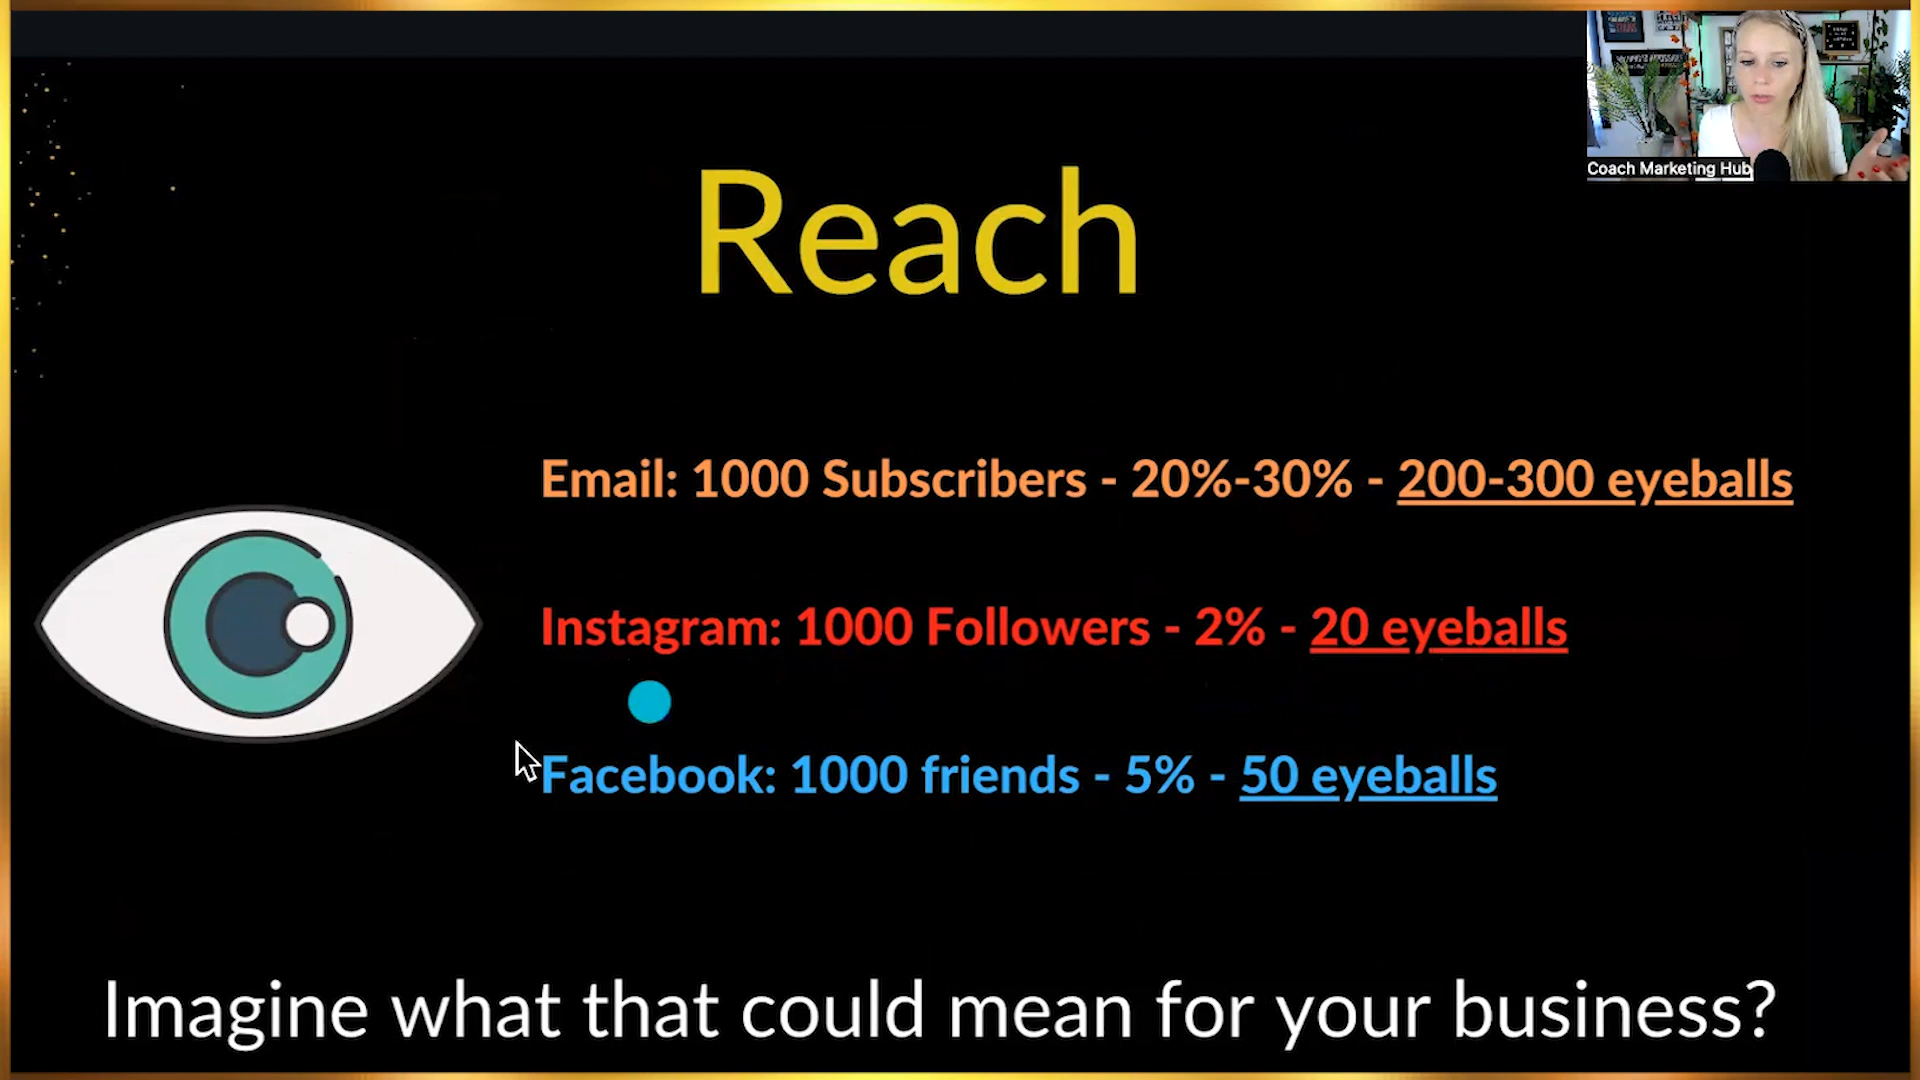 Coach Marketing Hub
Reach
Email: 1000 Subscribers - 20%-30% - 200-300 eyeballs
Instagram: 1000 Followers - 2% - 20 eyeballs
Facebook: 1000 friends - 5% - 50 eyeballs
Imagine what that could mean for your business?